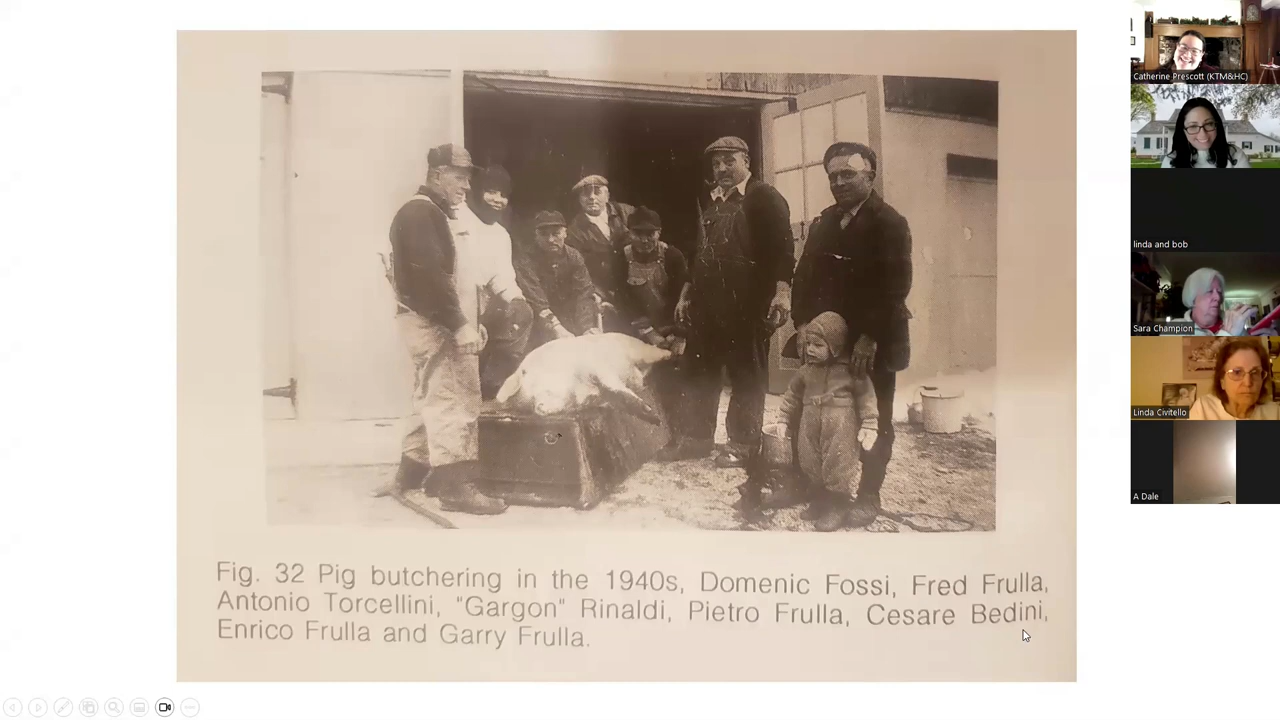 Fig. 32 Pig butchering in the 1940s, Domenic Fossi, Fred Frulla,
Antonio Torcellini, "Gargon" Rinaldi, Pietro Frulla, Cesare Bedini,
Enrico Frulla and Garry Frulla.
Catherine Prescott (KTM&HC)
linda and bob
Sara Champion
Linda Civitello
A Dale